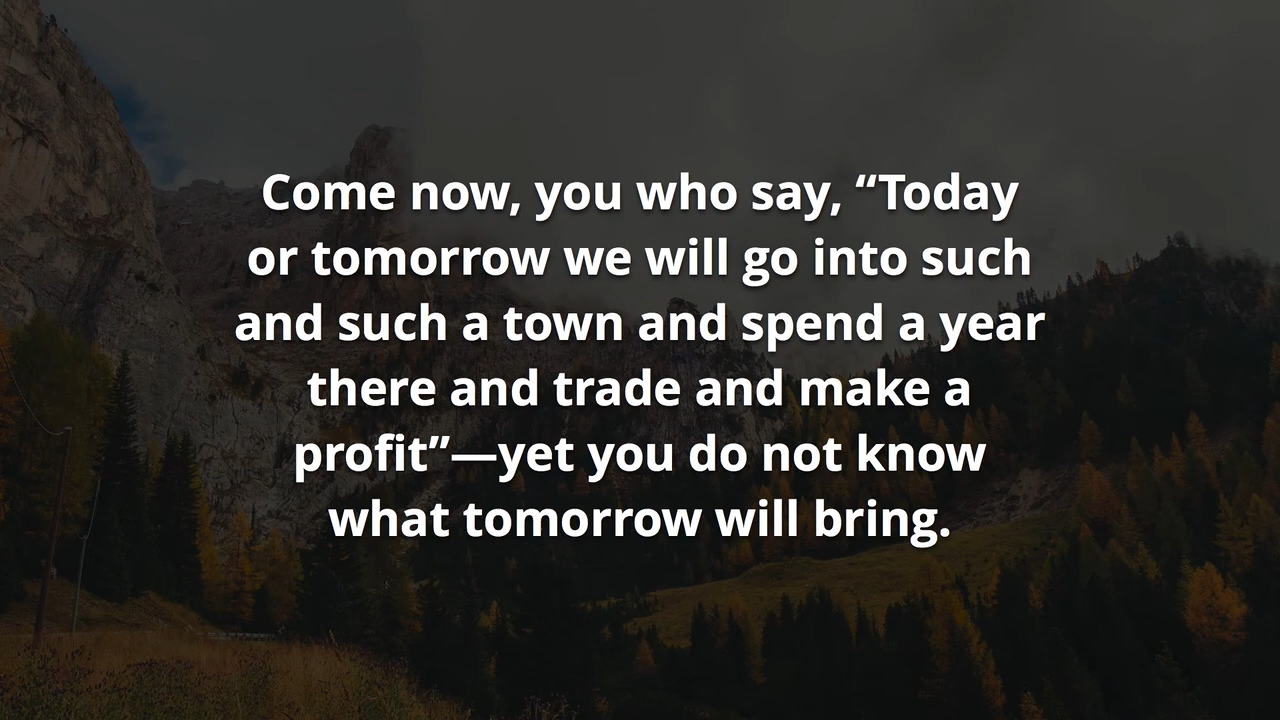 Come now, you who say, “Today
or tomorrow we will go into such
and such a town and spend a year
there and trade and make a
profit”—yet you do not know
what tomorrow will bring.